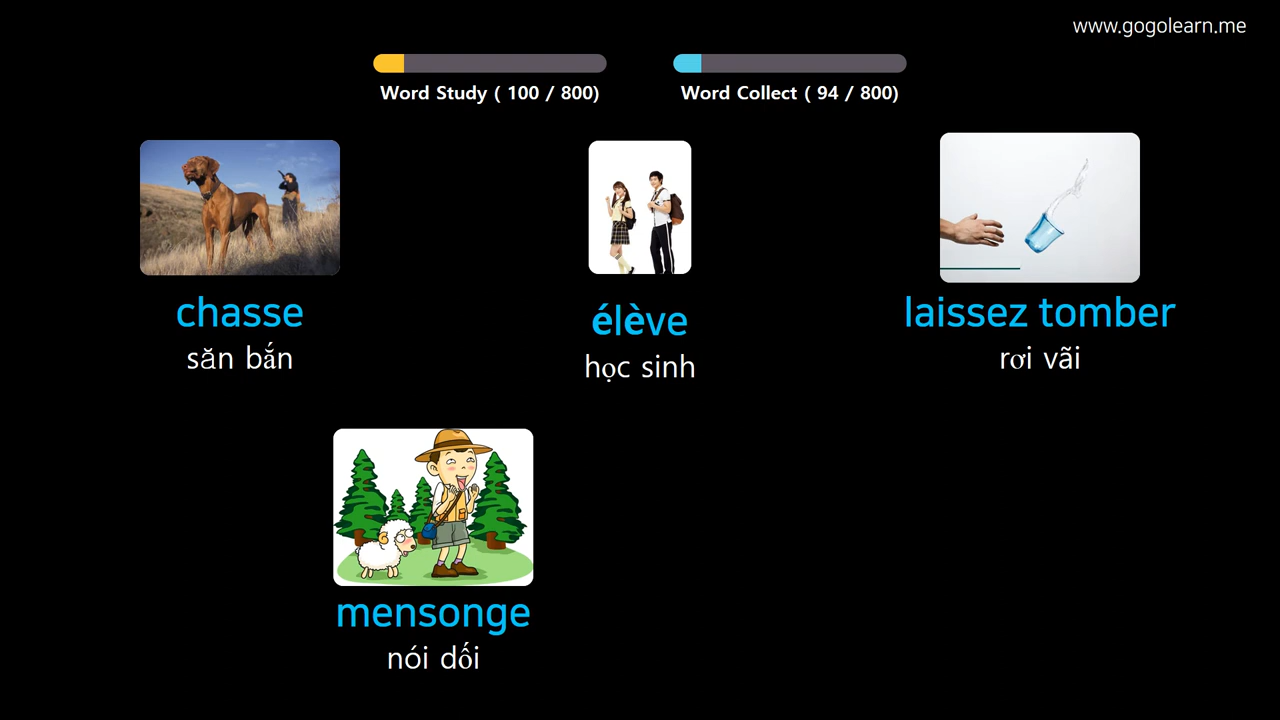 www.gogolearn.me
Word Study ( 100 / 800)
Word Collect ( 94 / 800)
chasse
săn bắn
élève
học sinh
laissez tomber
rơi vãi
mensonge
nói dối